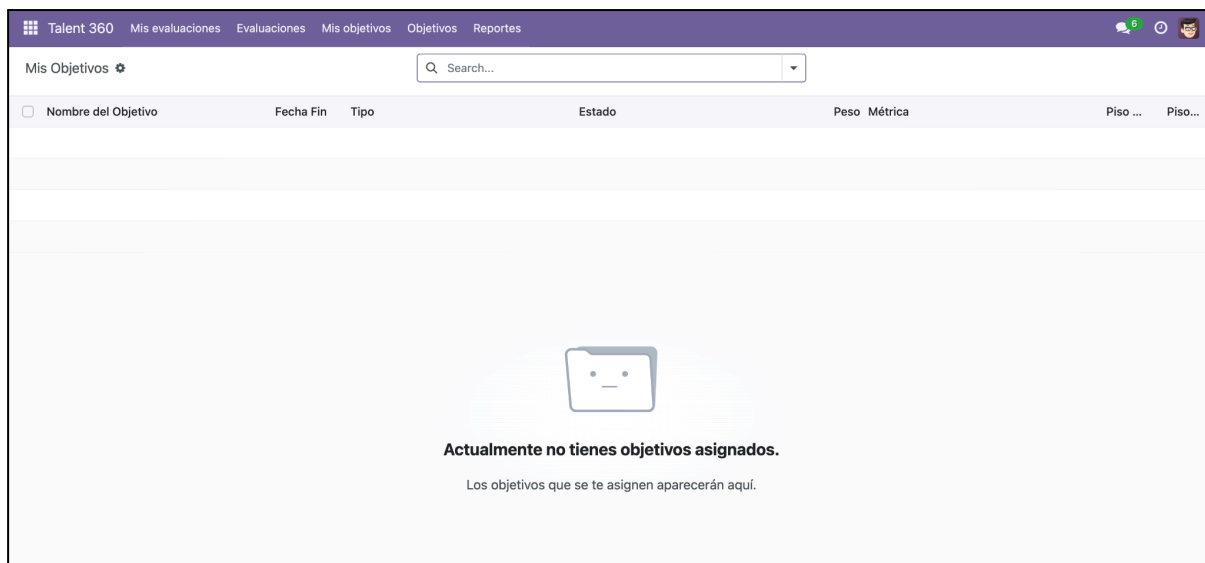 Talent 360 Mis evaluaciones Evaluaciones Mis objetivos Objetivos Reportes 6
Mis Objetivos Search...
Nombre del Objetivo Fecha Fin Tipo Estado Peso Métrica Piso ... Piso...
Actualmente no tienes objetivos asignados.
Los objetivos que se te asignen aparecerán aquí.